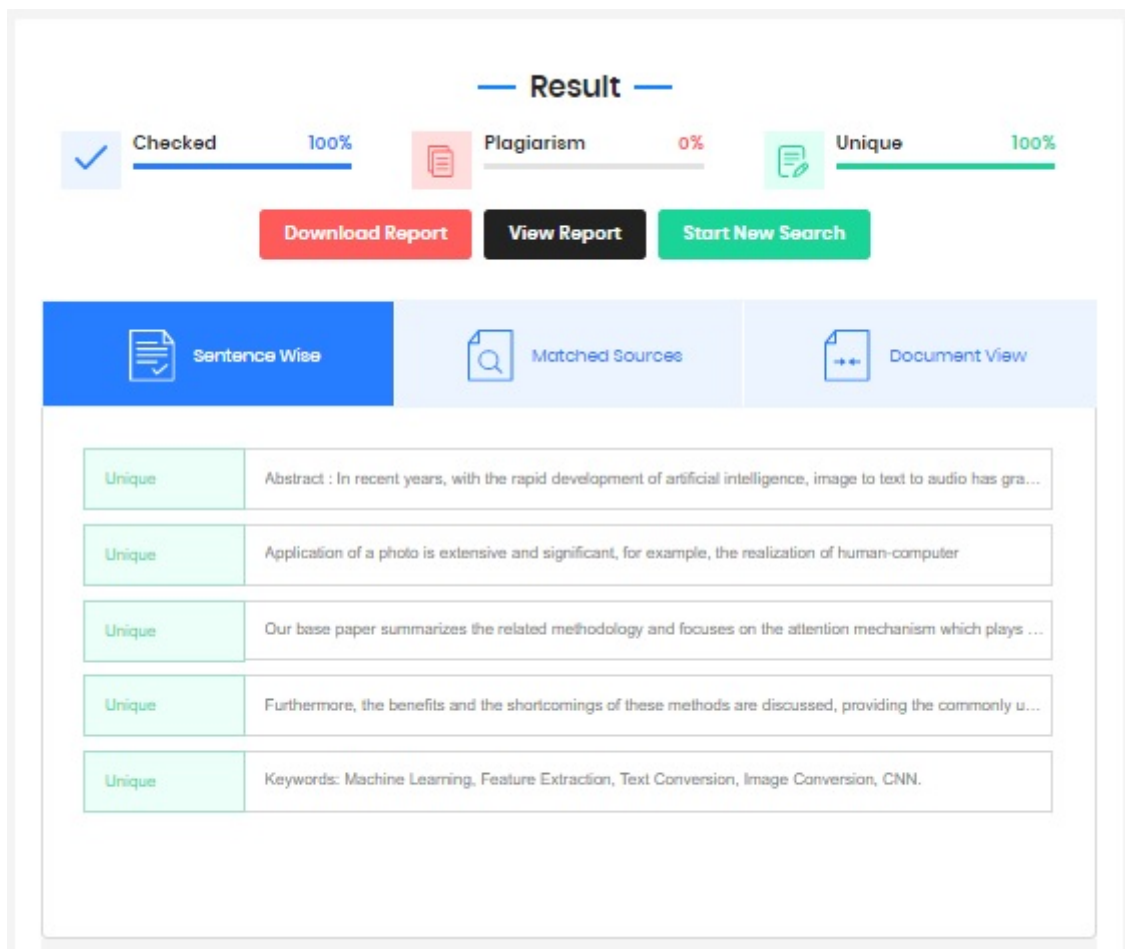 Result
Checked 100%
Plagiarism 0%
Unique 100%
Download Report View Report Start New Search
Sentence Wise Matched Sources Document View
Unique Abstract : In recent years, with the rapid development of artificial intelligence, image to text to audio has gra...
Unique Application of a photo is extensive and significant, for example, the realization of human-computer
Unique Our base paper summarizes the related methodology and focuses on the attention mechanism which plays ...
Unique Furthermore, the benefits and the shortcomings of these methods are discussed, providing the commonly u...
Unique Keywords: Machine Learning, Feature Extraction, Text Conversion, Image Conversion, CNN.